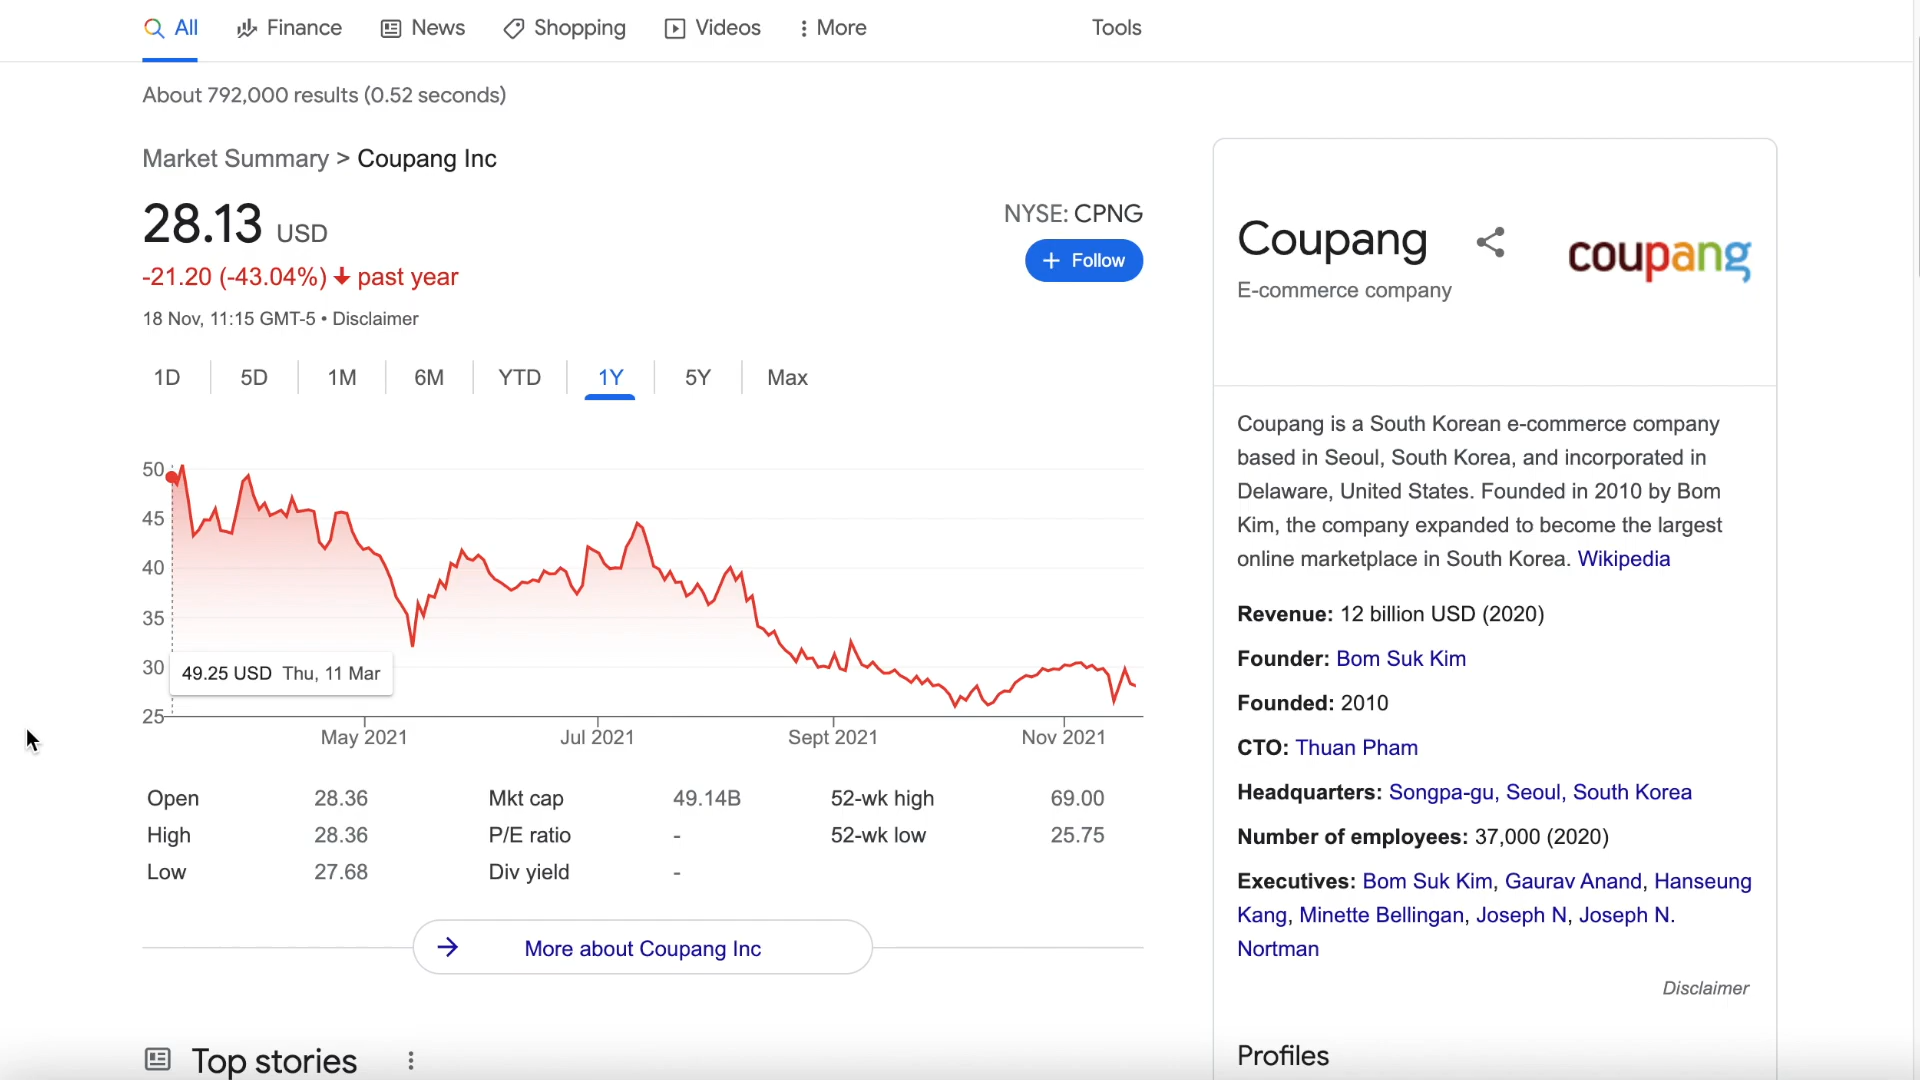 All Finance News Shopping Videos More Tools
About 792,000 results (0.52 seconds)
Market Summary > Coupang Inc
28.13 USD
-21.20 (-43.04%) past year
18 Nov, 11:15 GMT-5 • Disclaimer
NYSE: CPNG
+ Follow
1D 5D 1M 6M YTD 1Y 5Y Max
50
45
40
35
30
25
49.25 USD Thu, 11 Mar
May 2021 Jul 2021 Sept 2021 Nov 2021
Open 28.36 Mkt cap 49.14B 52-wk high 69.00
High 28.36 P/E ratio - 52-wk low 25.75
Low 27.68 Div yield -
More about Coupang Inc
Top stories
Coupang
coupang
E-commerce company
Coupang is a South Korean e-commerce company
based in Seoul, South Korea, and incorporated in
Delaware, United States. Founded in 2010 by Bom
Kim, the company expanded to become the largest
online marketplace in South Korea. Wikipedia
Revenue: 12 billion USD (2020)
Founder: Bom Suk Kim
Founded: 2010
CTO: Thuan Pham
Headquarters: Songpa-gu, Seoul, South Korea
Number of employees: 37,000 (2020)
Executives: Bom Suk Kim, Gaurav Anand, Hanseung
Kang, Minette Bellingan, Joseph N, Joseph N.
Nortman
Disclaimer
Profiles